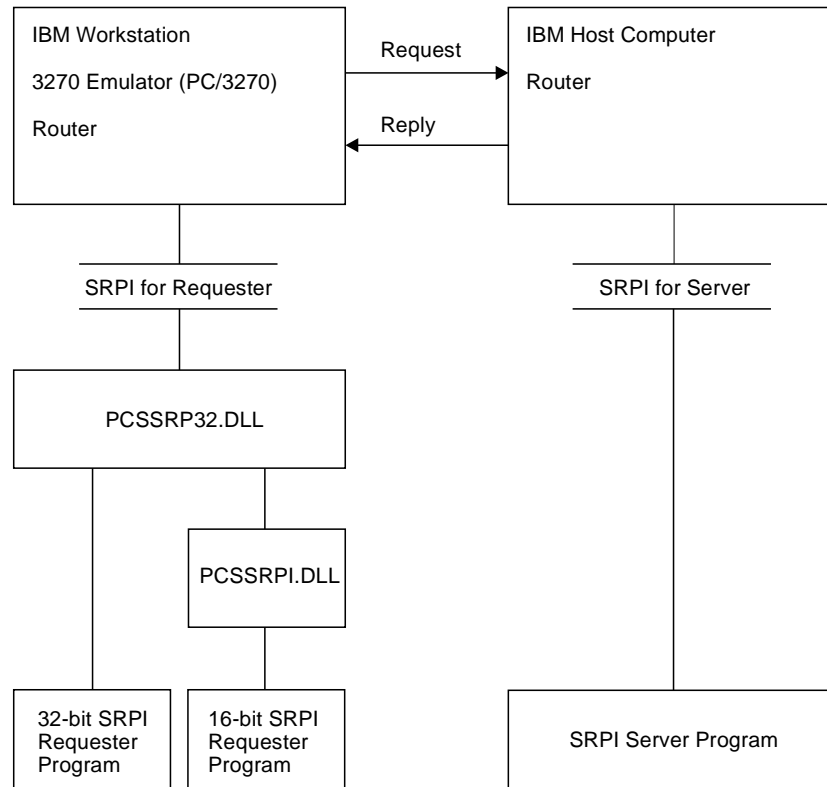 IBM Workstation
3270 Emulator (PC/3270)
Router
Request
Reply
IBM Host Computer
Router
SRPI for Requester
SRPI for Server
PCSSRP32.DLL
PCSSRPI.DLL
32-bit SRPI
Requester
Program
16-bit SRPI
Requester
Program
SRPI Server Program